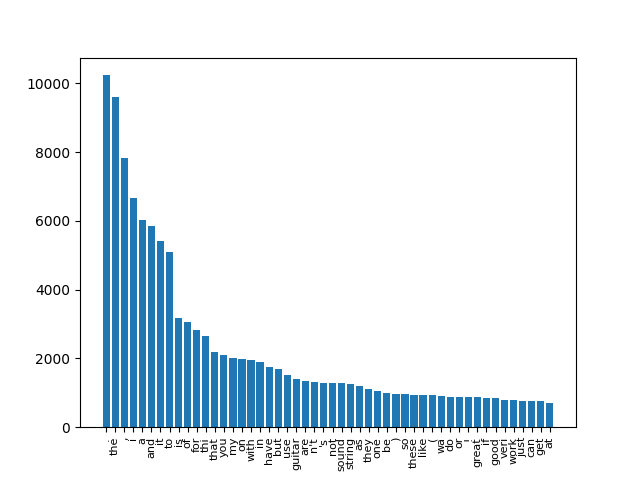 10000
8000
6000
4000
2000
0
.
the
,
i
a
and
it
to
is
of
for
thi
that
you
my
on
with
in
have
but
use
guitar
are
n't
's
not
sound
string
as
they
one
be
)
so
these
like
(
wa
do
or
!
great
if
good
veri
work
just
can
get
at